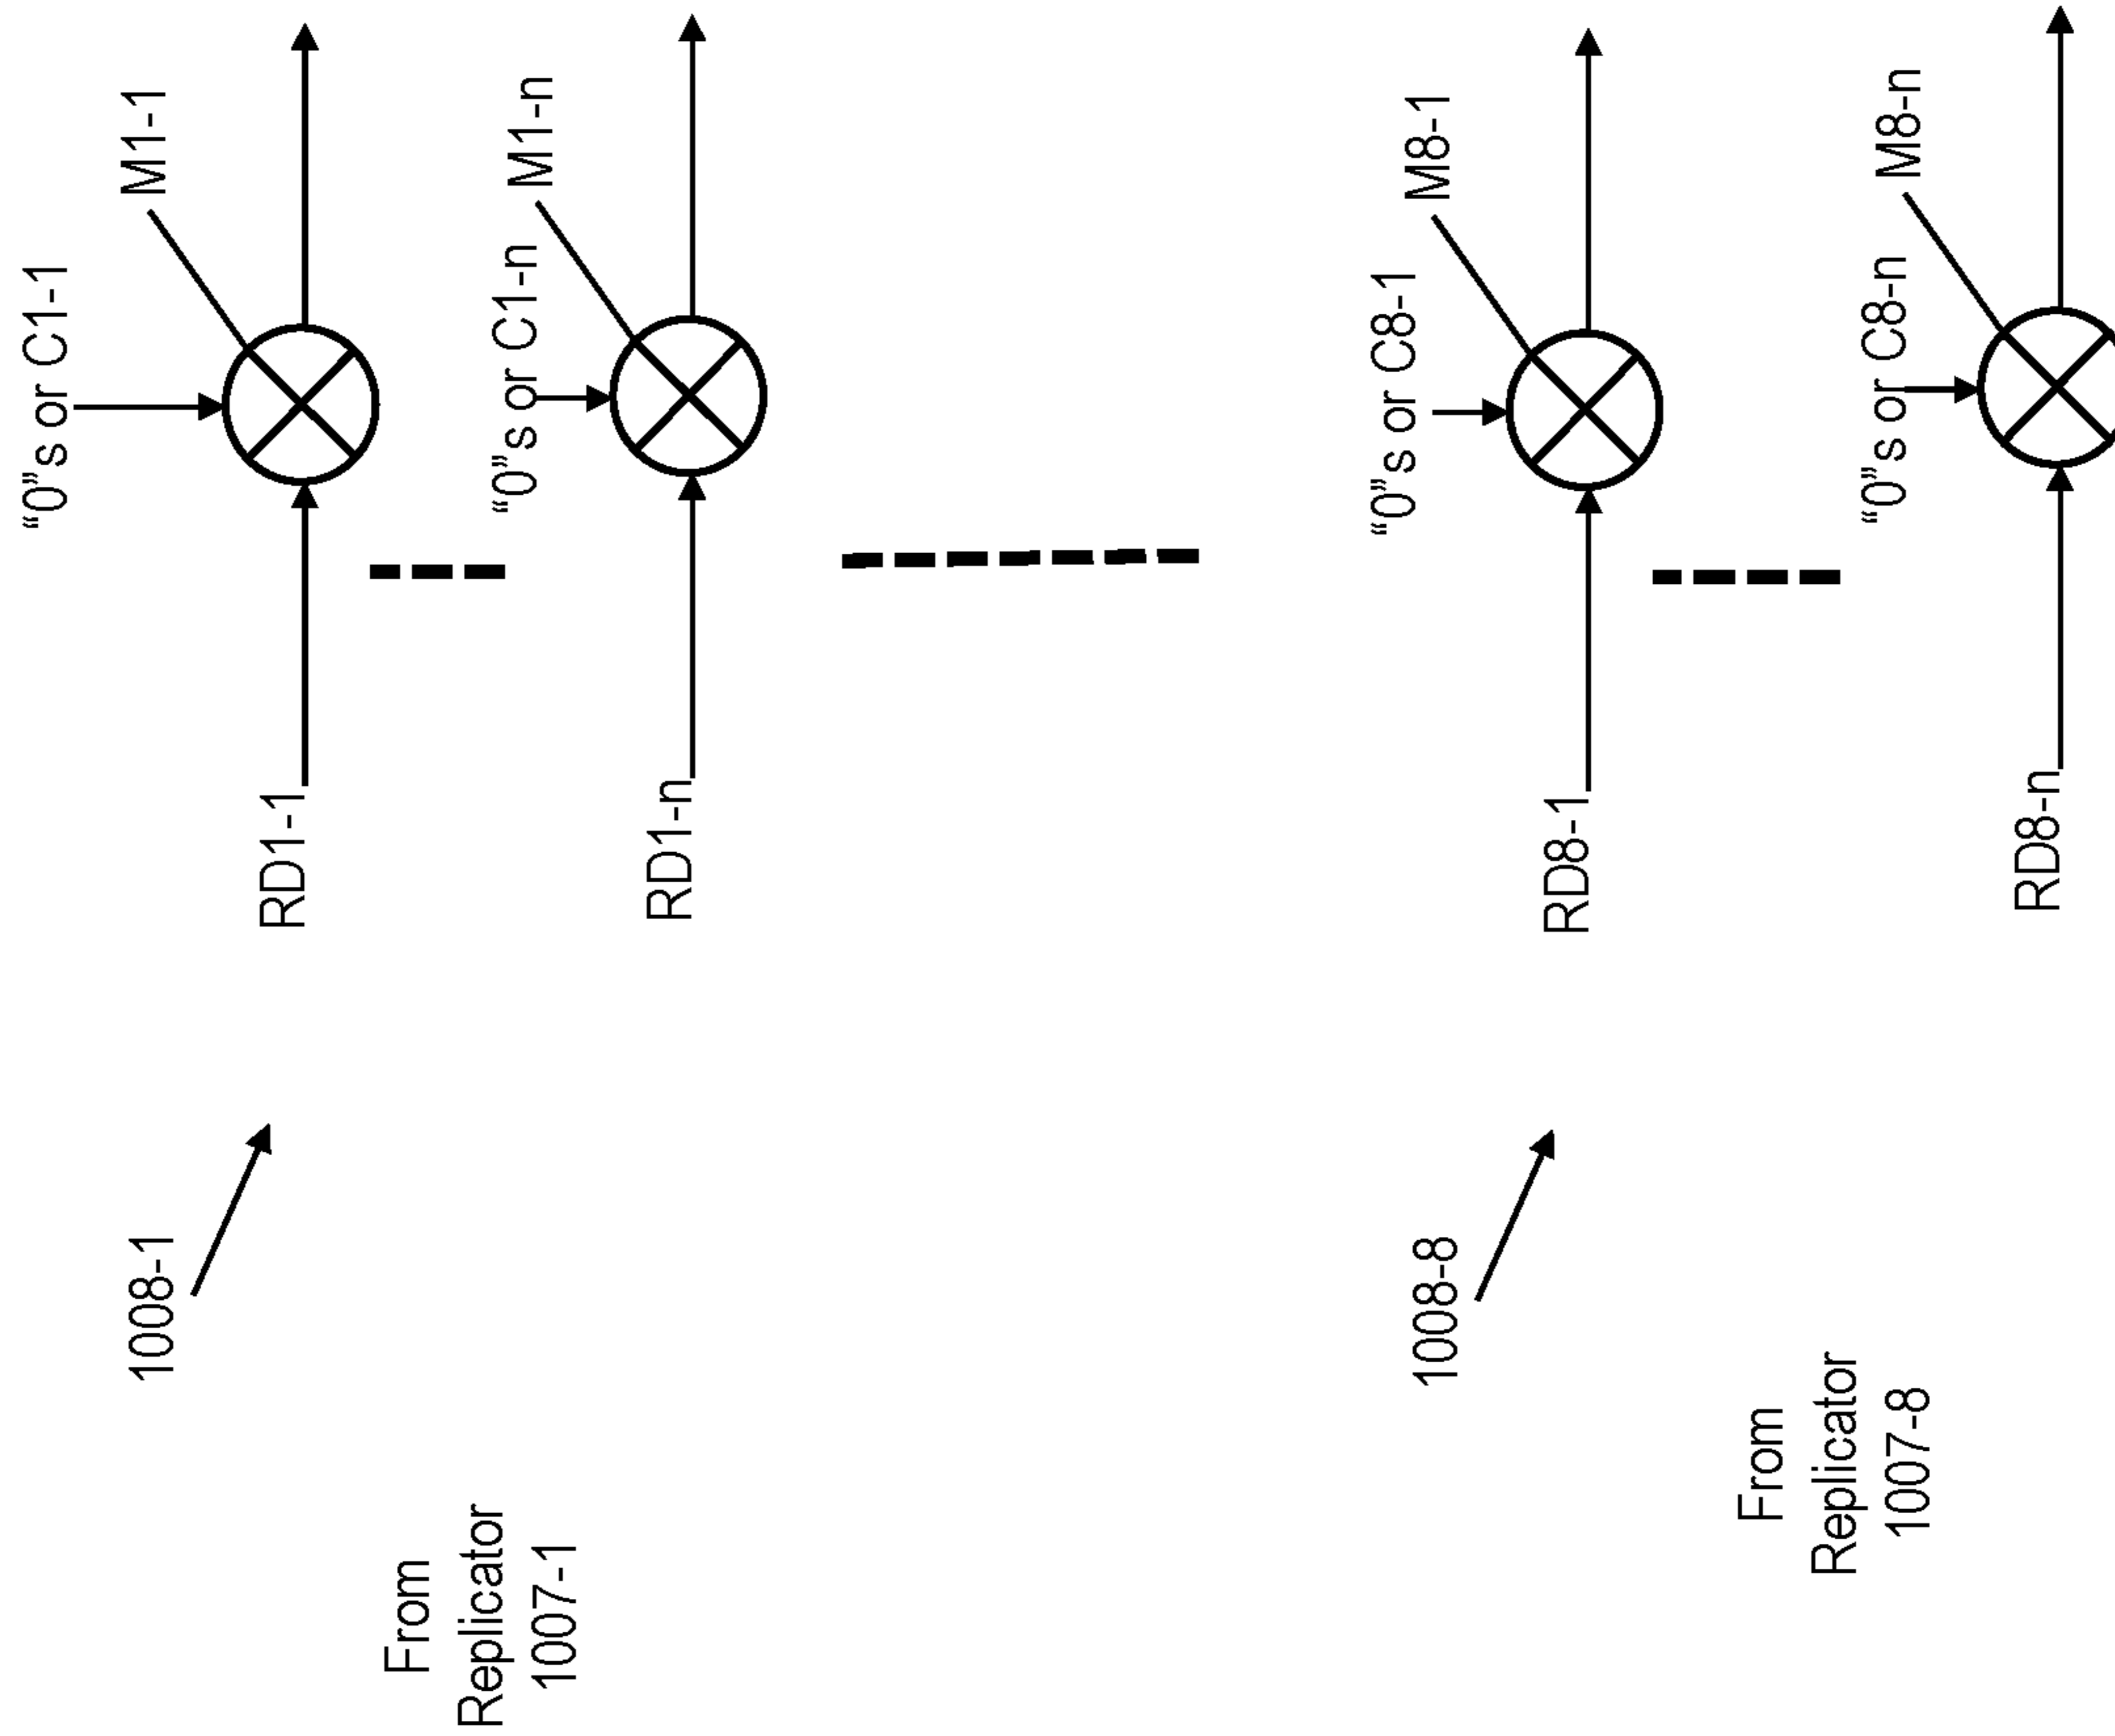 “0”s or C1-1
M1-1
1008-1
RD1-1
From
Replicator
1007-1
“0”s or C1-n
M1-n
RD1-n
“0”s or C8-1
M8-1
1008-8
RD8-1
From
Replicator
1007-8
“0”s or C8-n
M8-n
RD8-n